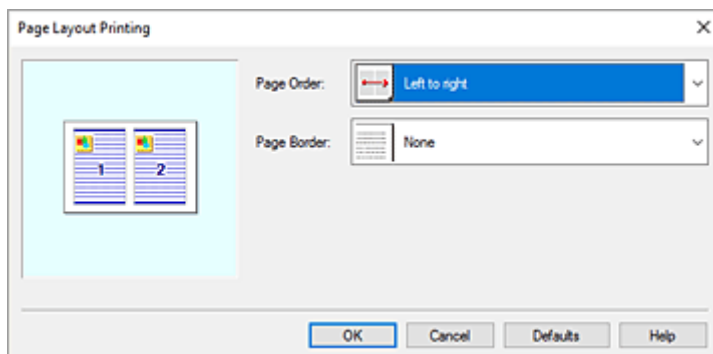 Page Layout Printing
Page Order: Left to right
Page Border: None
1 2
OK Cancel Defaults Help